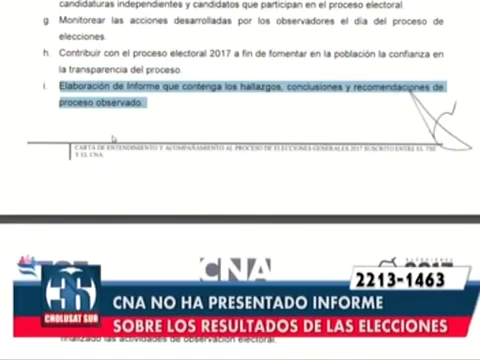 candidaturas independientes y candidatos que participan en el proceso electoral.
g Monitorear las acciones desarrolladas por los observadores el día del proceso de
elecciones.
h. Contribuir con el proceso electoral 2017 a fin de fomentar en la población la confianza en
la transparencia del proceso.
i. Elaboración de Informe que contenga los hallazgos, conclusiones y recomendaciones de
proceso observado.
CARTA DE ENTENDIMIENTO Y ACOMPAÑAMIENTO AL PROCESO DE ELECCIONES GENERALES 2017 SUSCRITO ENTRE EL TSE
Y EL CNA.
TSE CNA 2017
2213-1463
CNA NO HA PRESENTADO INFORME
CHOLUSAT SUR
SOBRE LOS RESULTADOS DE LAS ELECCIONES
finalizado las actividades de observación electoral.